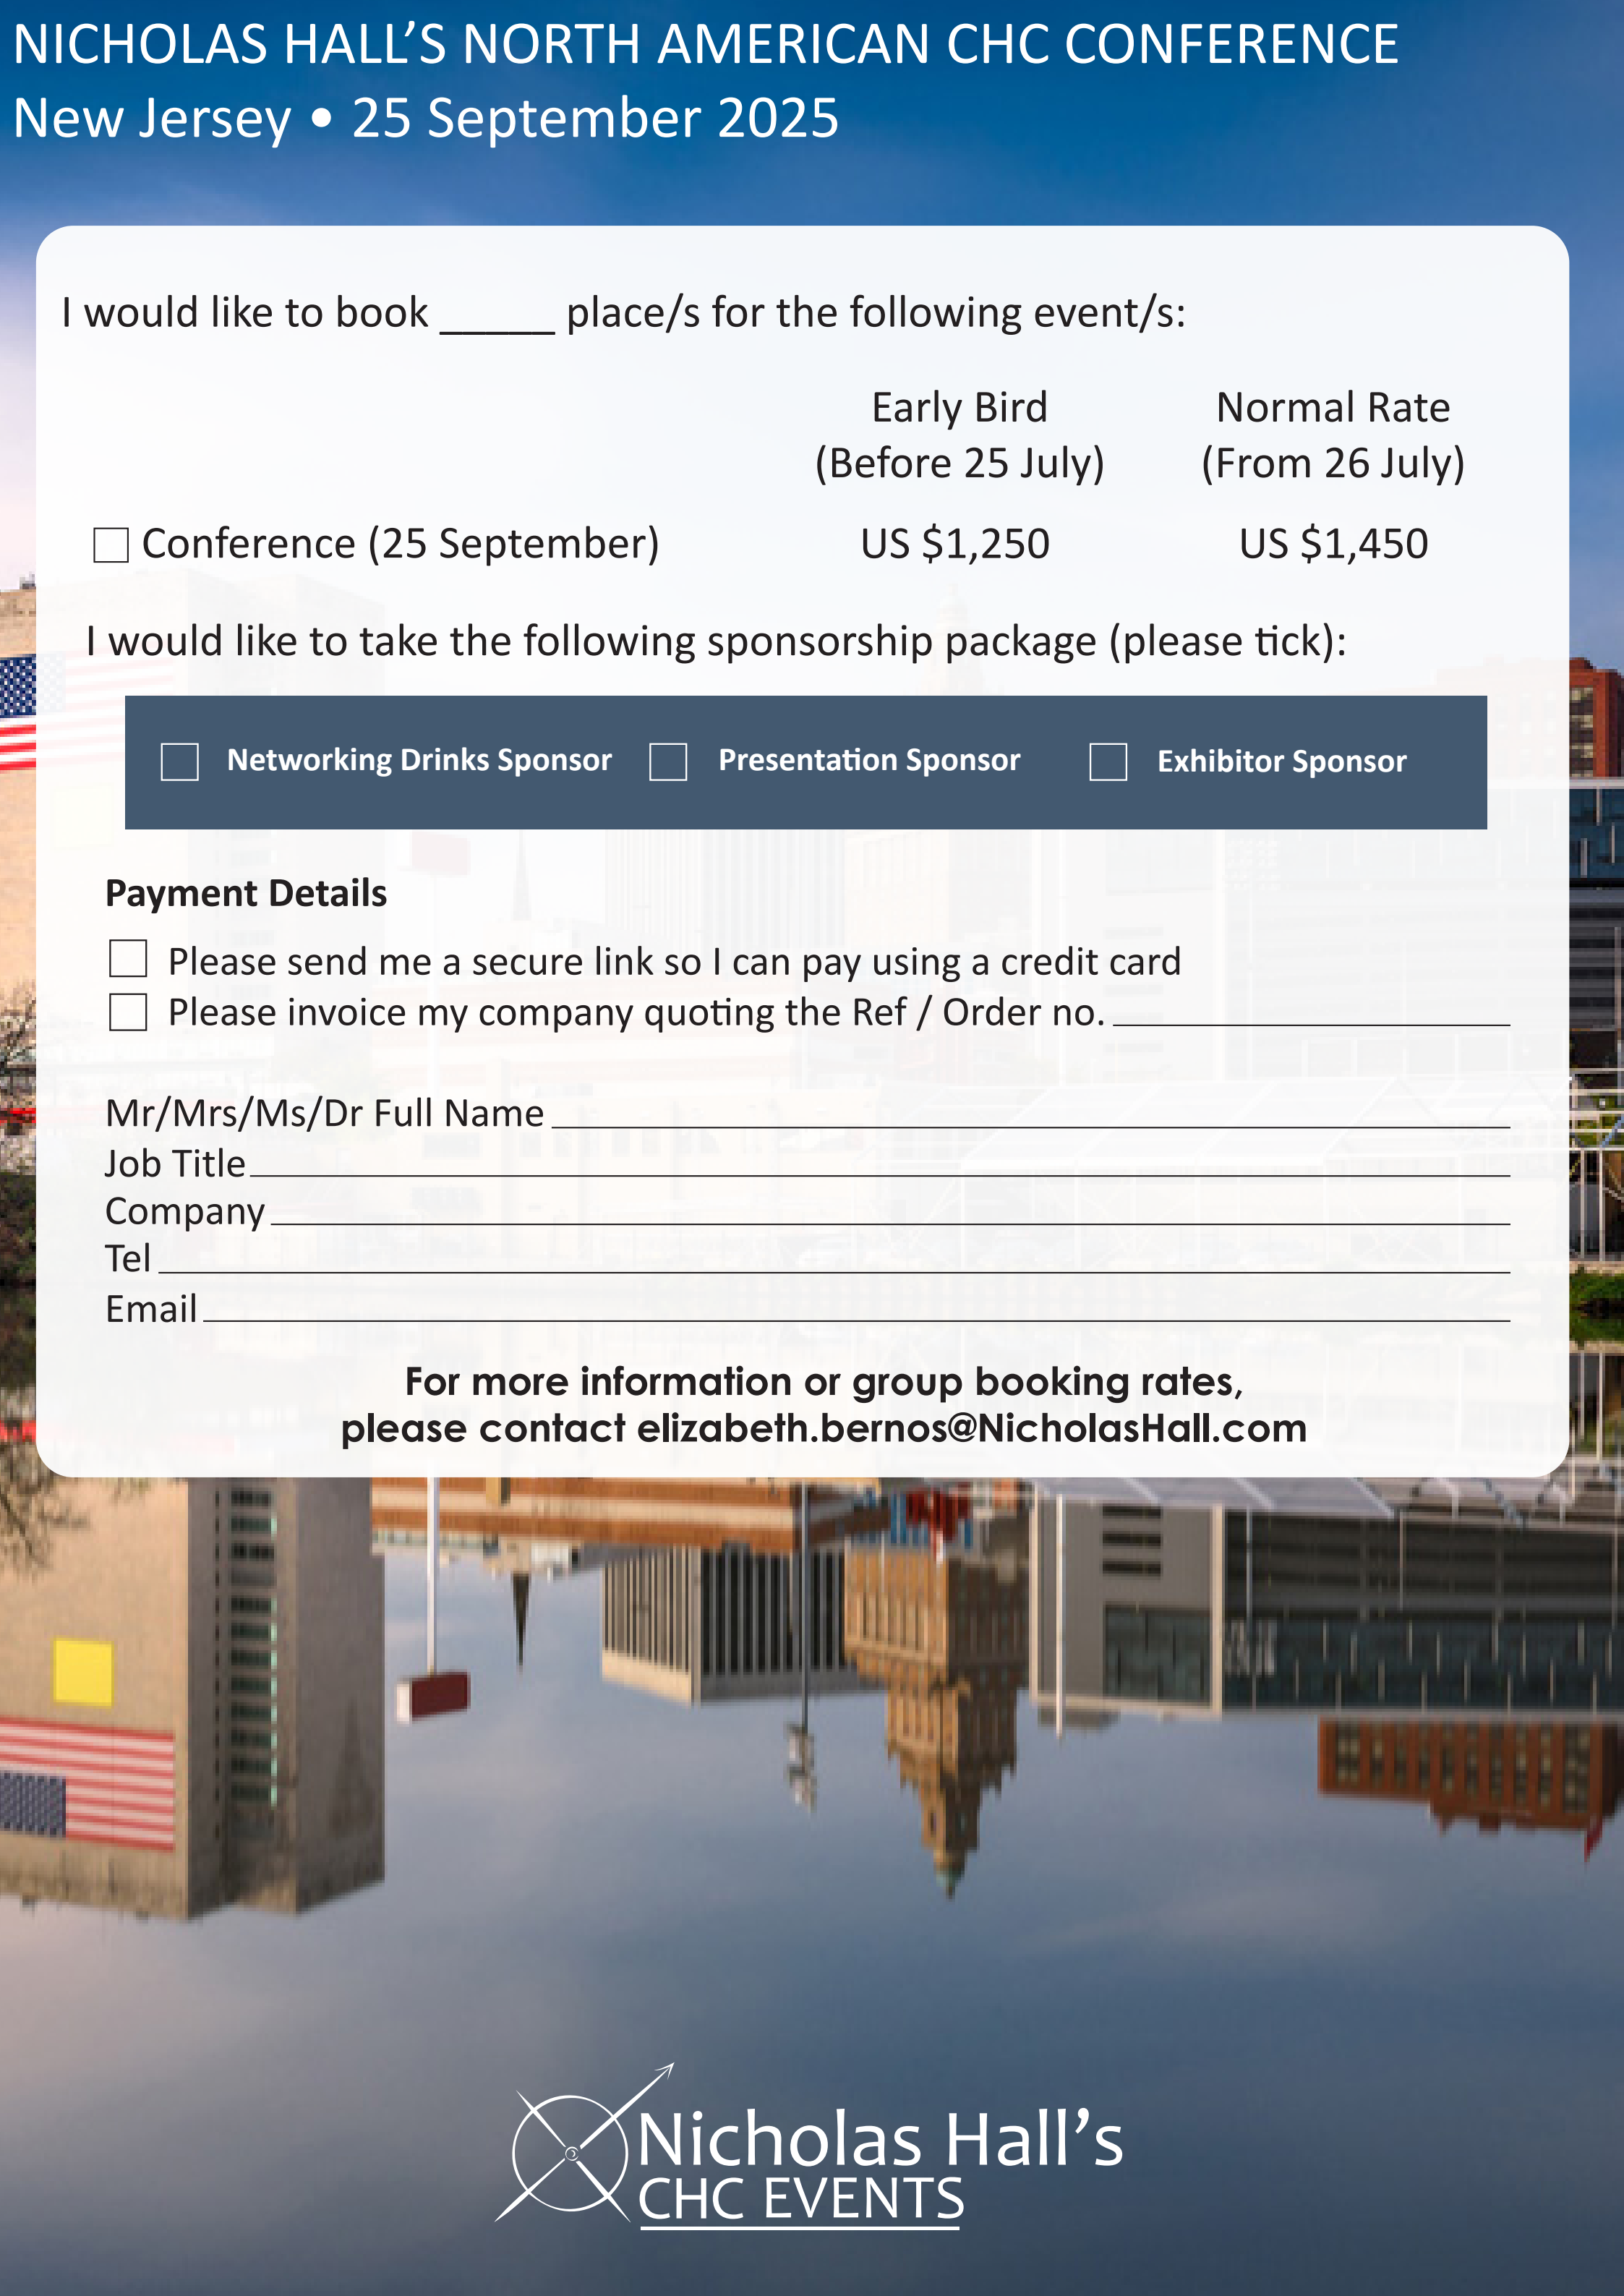 NICHOLAS HALL’S NORTH AMERICAN CHC CONFERENCE
New Jersey • 25 September 2025
I would like to book _____ place/s for the following event/s:
Early Bird Normal Rate
(Before 25 July) (From 26 July)
Conference (25 September) US $1,250 US $1,450
I would like to take the following sponsorship package (please tick):
Networking Drinks Sponsor Presentation Sponsor Exhibitor Sponsor
Payment Details
Please send me a secure link so I can pay using a credit card
Please invoice my company quoting the Ref / Order no.
Mr/Mrs/Ms/Dr Full Name
Job Title
Company
Tel
Email
For more information or group booking rates,
please contact elizabeth.bernos@NicholasHall.com
Nicholas Hall’s
CHC EVENTS